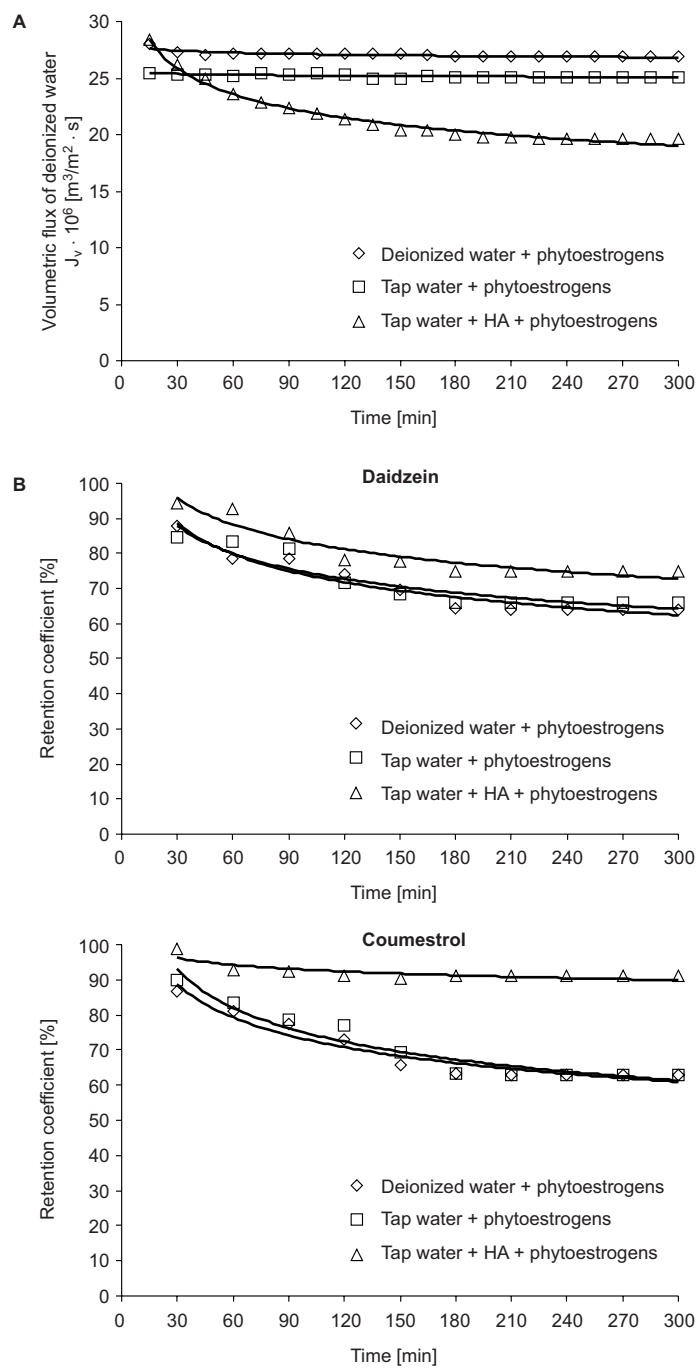 A
Volumetric flux of deionized water
Jᵥ · 10⁶ [m³/m² · s]
30
25
20
15
10
5
0
Deionized water + phytoestrogens
Tap water + phytoestrogens
Tap water + HA + phytoestrogens
0 30 60 90 120 150 180 210 240 270 300
Time [min]
B
Daidzein
Retention coefficient [%]
100
90
80
70
60
50
40
30
20
10
0
Deionized water + phytoestrogens
Tap water + phytoestrogens
Tap water + HA + phytoestrogens
0 30 60 90 120 150 180 210 240 270 300
Time [min]
Coumestrol
Retention coefficient [%]
100
90
80
70
60
50
40
30
20
10
0
Deionized water + phytoestrogens
Tap water + phytoestrogens
Tap water + HA + phytoestrogens
0 30 60 90 120 150 180 210 240 270 300
Time [min]